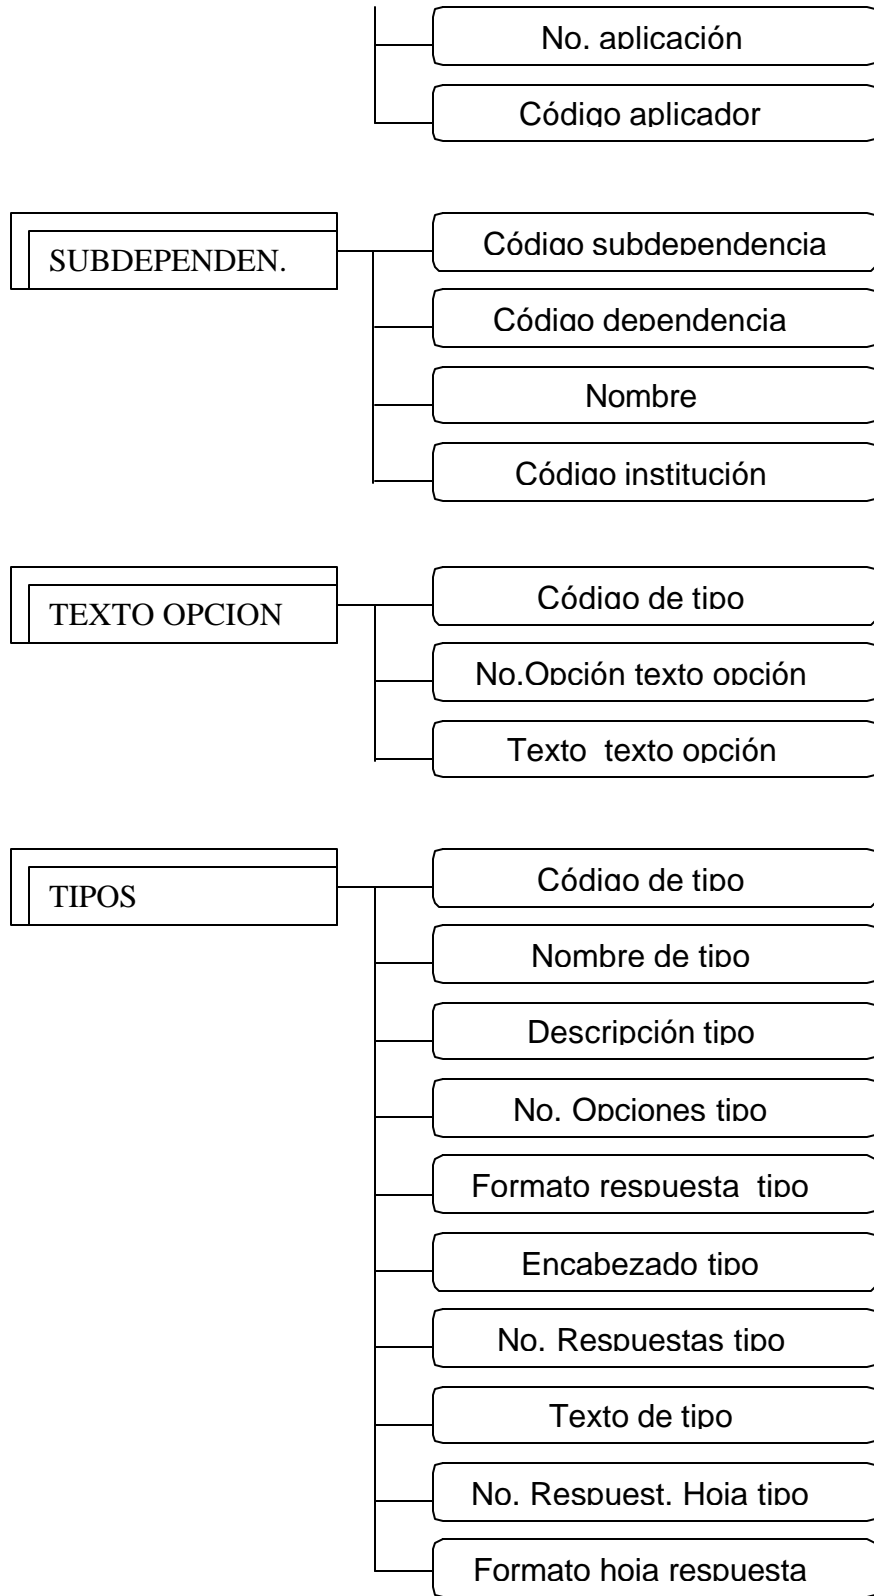 No. aplicación
Código aplicador
SUBDEPENDEN.
Código subdependencia
Código dependencia
Nombre
Código institución
TEXTO OPCION
Código de tipo
No.Opción texto opción
Texto  texto opción
TIPOS
Código de tipo
Nombre de tipo
Descripción tipo
No. Opciones tipo
Formato respuesta  tipo
Encabezado tipo
No. Respuestas tipo
Texto de tipo
No. Respuest. Hoja tipo
Formato hoja respuesta